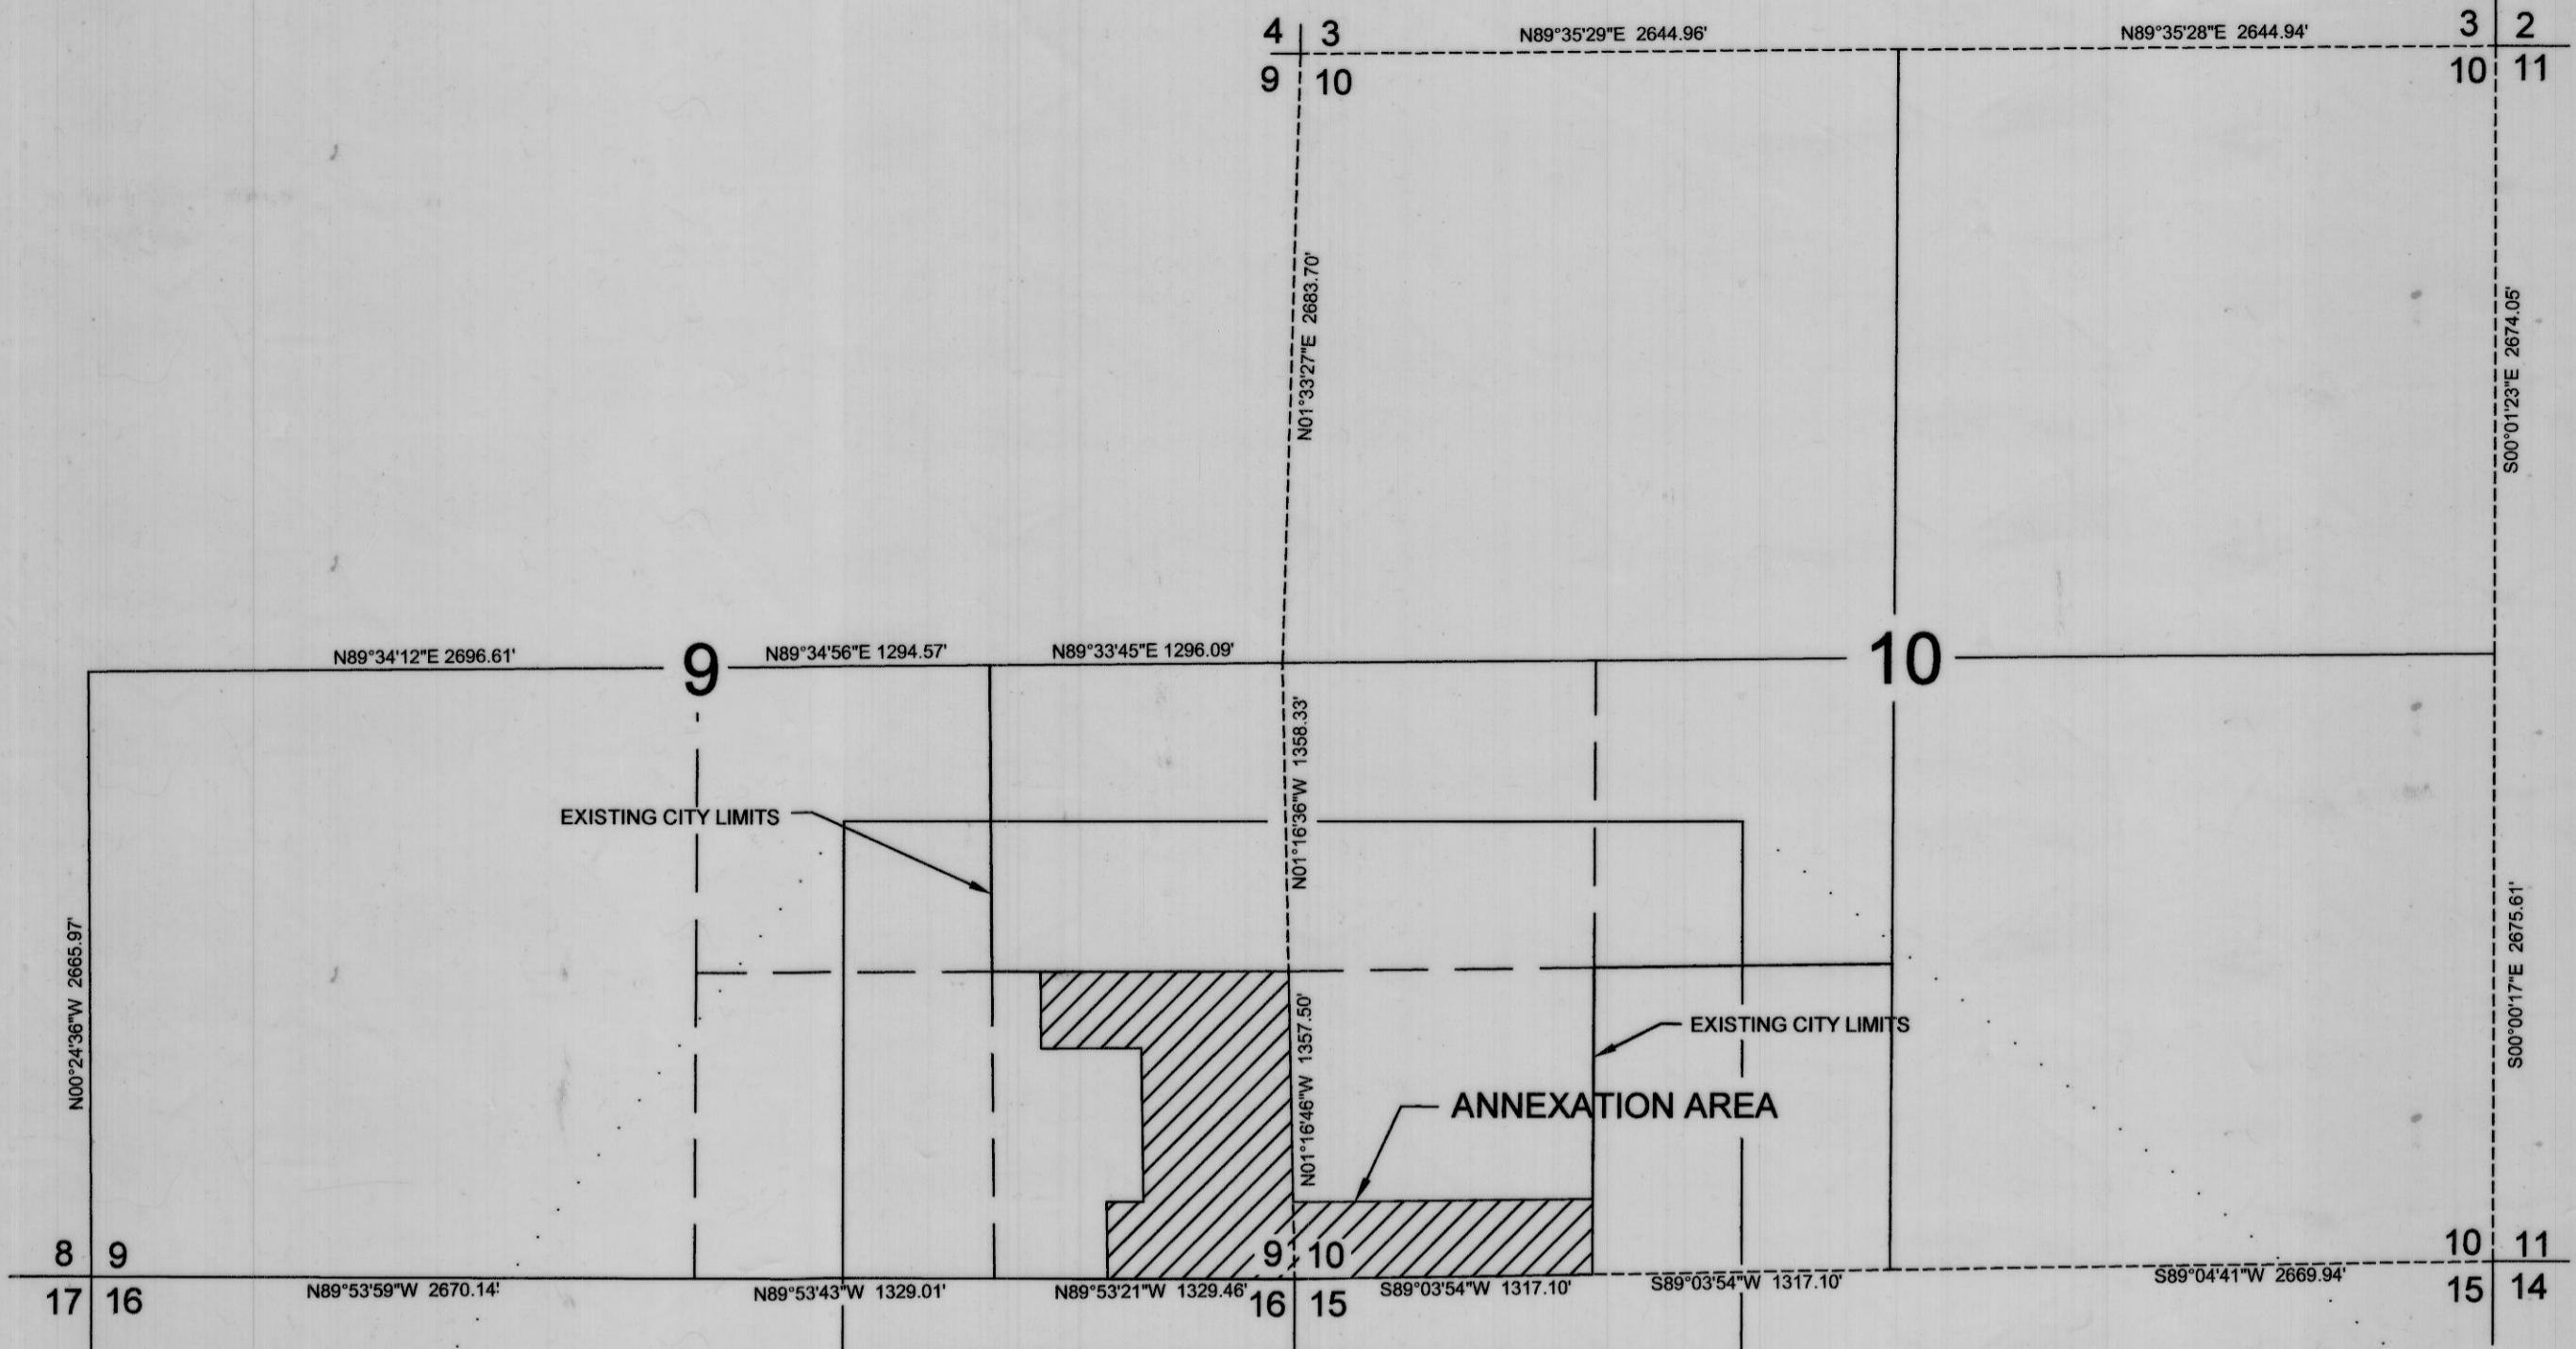 4 3 N89°35'29"E 2644.96' N89°35'28"E 2644.94' 3 2
9 10 10 11
N01°33'27"E 2683.70'
S00°01'23"E 2674.05'
N89°34'12"E 2696.61' 9 N89°34'56"E 1294.57' N89°33'45"E 1296.09' 10
N01°16'36"W 1358.33'
EXISTING CITY LIMITS
N00°24'36"W 2665.97'
S00°00'17"E 2675.61'
N01°16'46"W 1357.50'
EXISTING CITY LIMITS
ANNEXATION AREA
8 9 9 10 10 11
N89°53'59"W 2670.14' N89°53'43"W 1329.01' N89°53'21"W 1329.46' S89°03'54"W 1317.10' S89°03'54"W 1317.10' S89°04'41"W 2669.94'
17 16 16 15 15 14